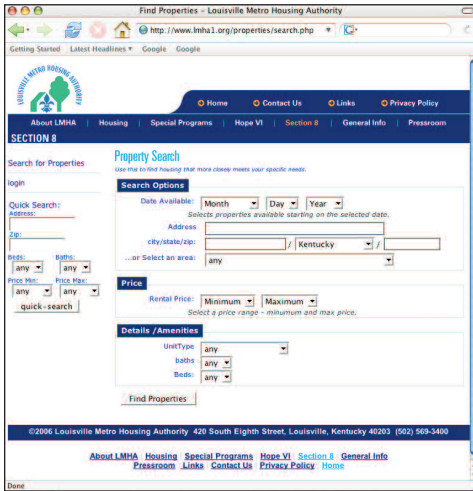 Find Properties - Louisville Metro Housing Authority
http://www.lmha1.org/properties/search.php
Getting Started Latest Headlines Google Google
LOUISVILLE METRO HOUSING AUTHORITY
Home Contact Us Links Privacy Policy
About LMHA | Housing | Special Programs | Hope VI | Section 8 | General Info | Pressroom
SECTION 8
Search for Properties
login
Quick Search:
Address:
Zip:
Beds: Baths:
any any
Price Min: Price Max:
any any
quick-search
Property Search
Use this to find housing that more closely meets your specific needs.
Search Options
Date Available: Month Day Year
Selects properties available starting on the selected date.
Address
city/state/zip: / Kentucky /
...or Select an area: any
Price
Rental Price: Minimum Maximum
Select a price range - minumum and max price.
Details /Amenities
UnitType any
baths any
Beds: any
Find Properties
©2006 Louisville Metro Housing Authority 420 South Eighth Street, Louisville, Kentucky 40203 (502) 569-3400
About LMHA | Housing | Special Programs | Hope VI | Section 8 | General Info
Pressroom | Links | Contact Us | Privacy Policy | Home
Done